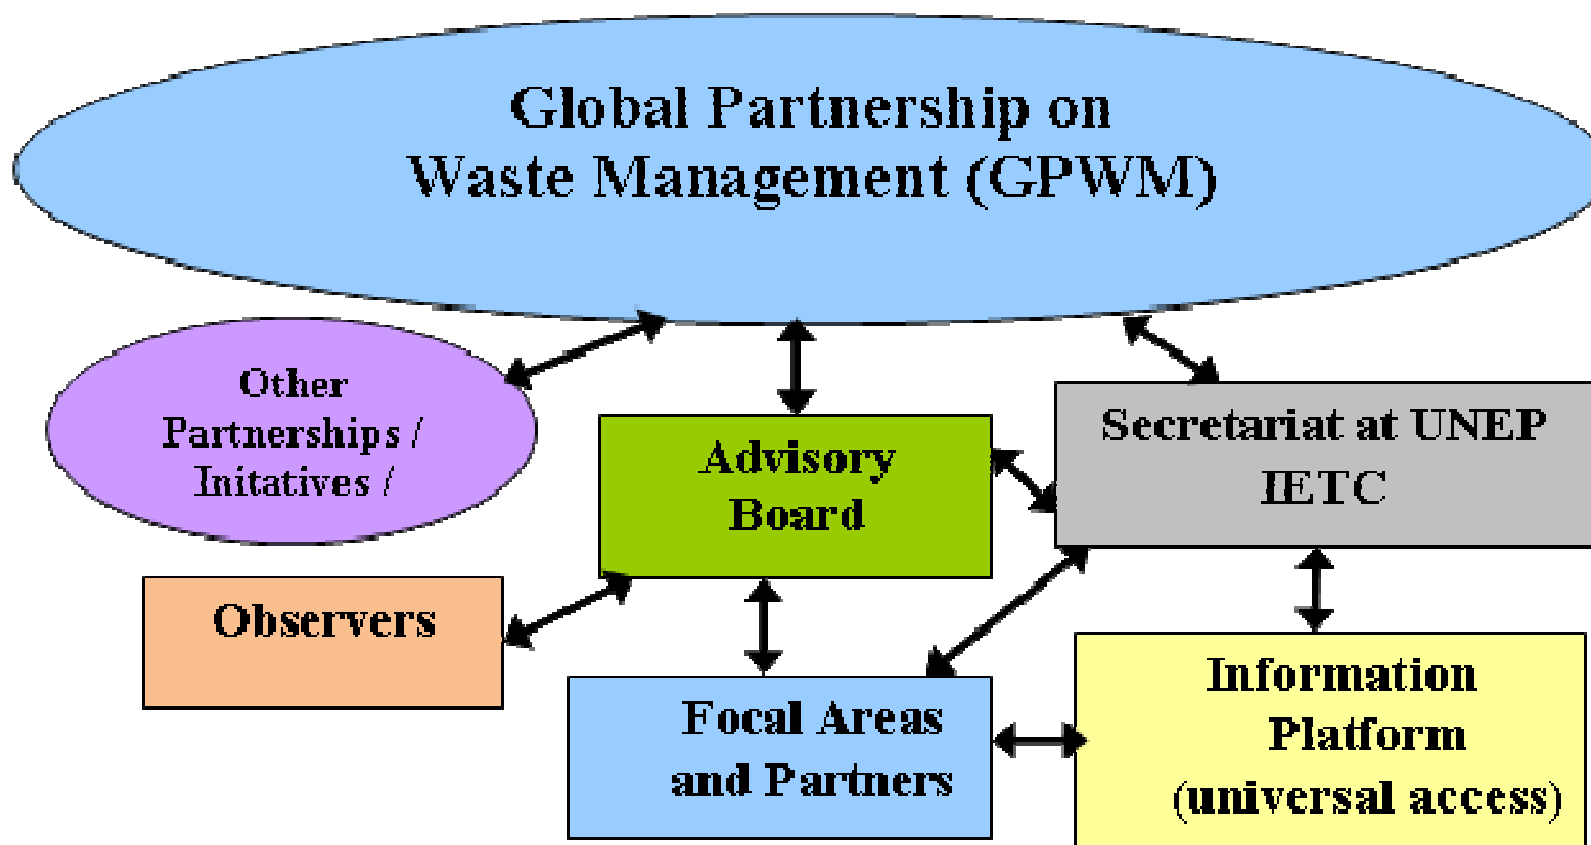 Global Partnership on
Waste Management (GPWM)
Other
Partnerships /
Initatives /
Advisory
Board
Secretariat at UNEP
IETC
Observers
Focal Areas
and Partners
Information
Platform
(universal access)